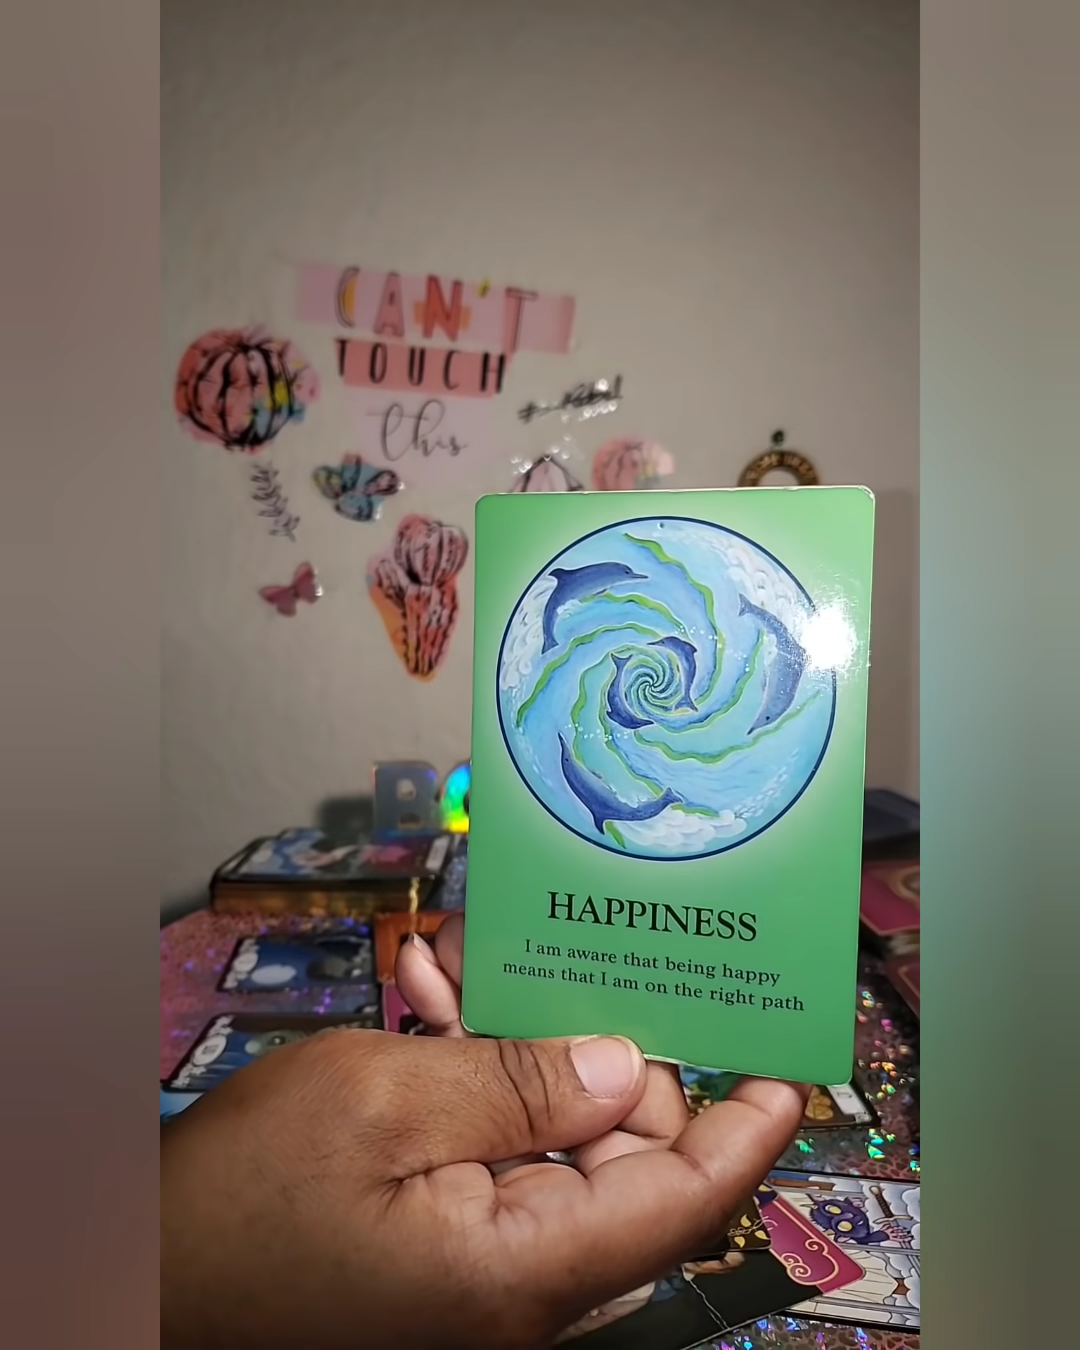 CAN'T
TOUCH
this
HAPPINESS
I am aware that being happy
means that I am on the right path